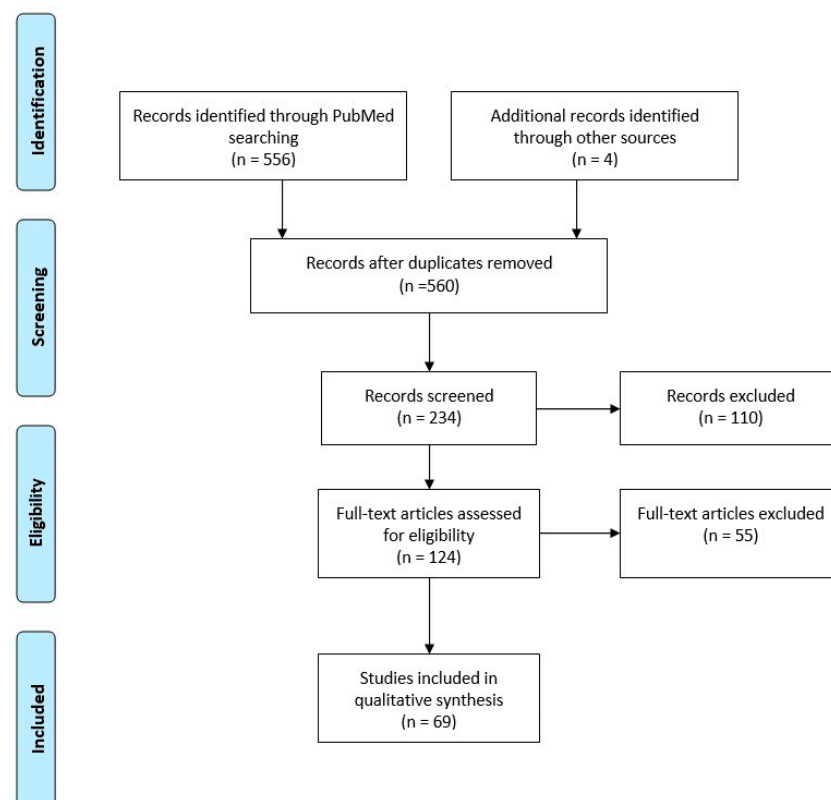 Identification
Records identified through PubMed
searching
(n = 556)
Additional records identified
through other sources
(n = 4)
Screening
Records after duplicates removed
(n =560)
Records screened
(n = 234)
Records excluded
(n = 110)
Eligibility
Full-text articles assessed
for eligibility
(n = 124)
Full-text articles excluded
(n = 55)
Included
Studies included in
qualitative synthesis
(n = 69)